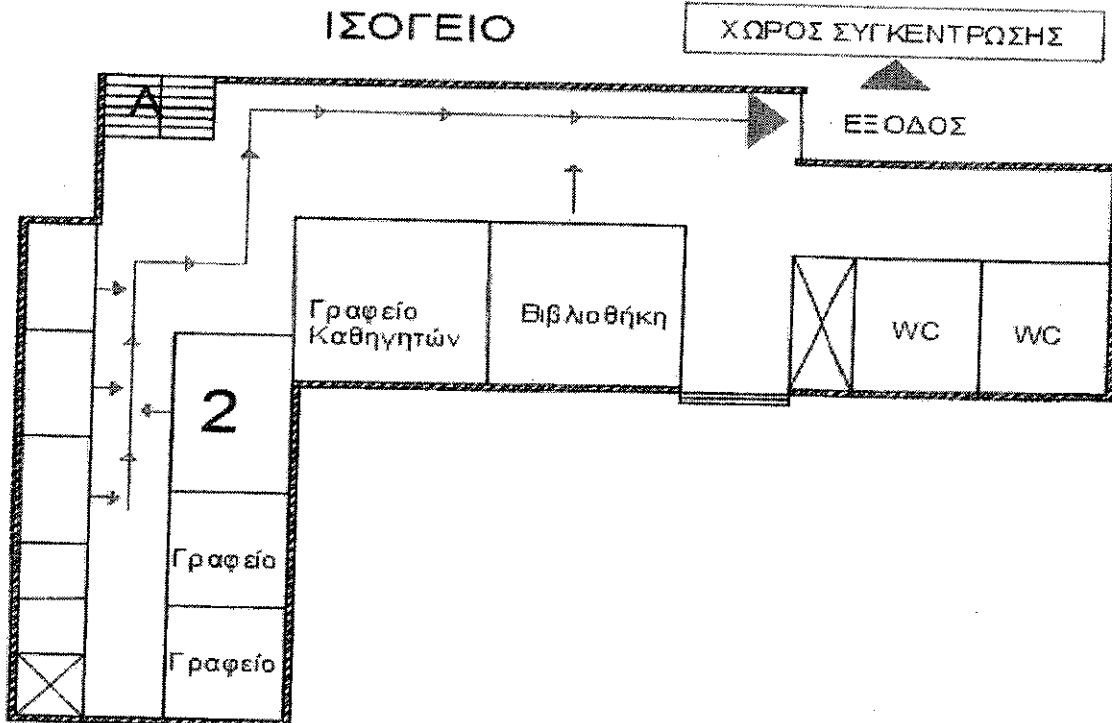 ΙΣΟΓΕΙΟ
ΧΩΡΟΣ ΣΥΓΚΕΝΤΡΩΣΗΣ
Α
ΕΞΟΔΟΣ
Γραφείο
Καθηγητών
Βιβλιοθήκη
WC
WC
2
Γραφείο
Γραφείο